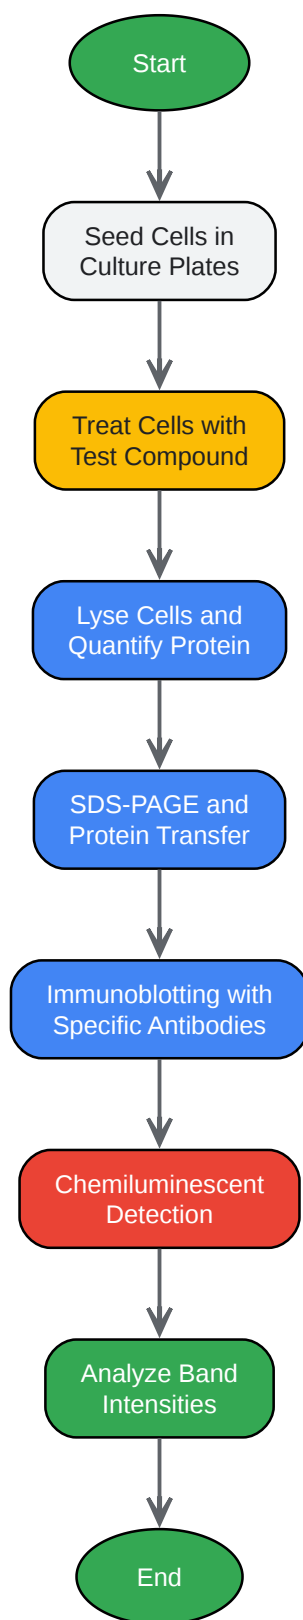 Start
Seed Cells in
Culture Plates
Treat Cells with
Test Compound
Lyse Cells and
Quantify Protein
SDS-PAGE and
Protein Transfer
Immunoblotting with
Specific Antibodies
Chemiluminescent
Detection
Analyze Band
Intensities
End